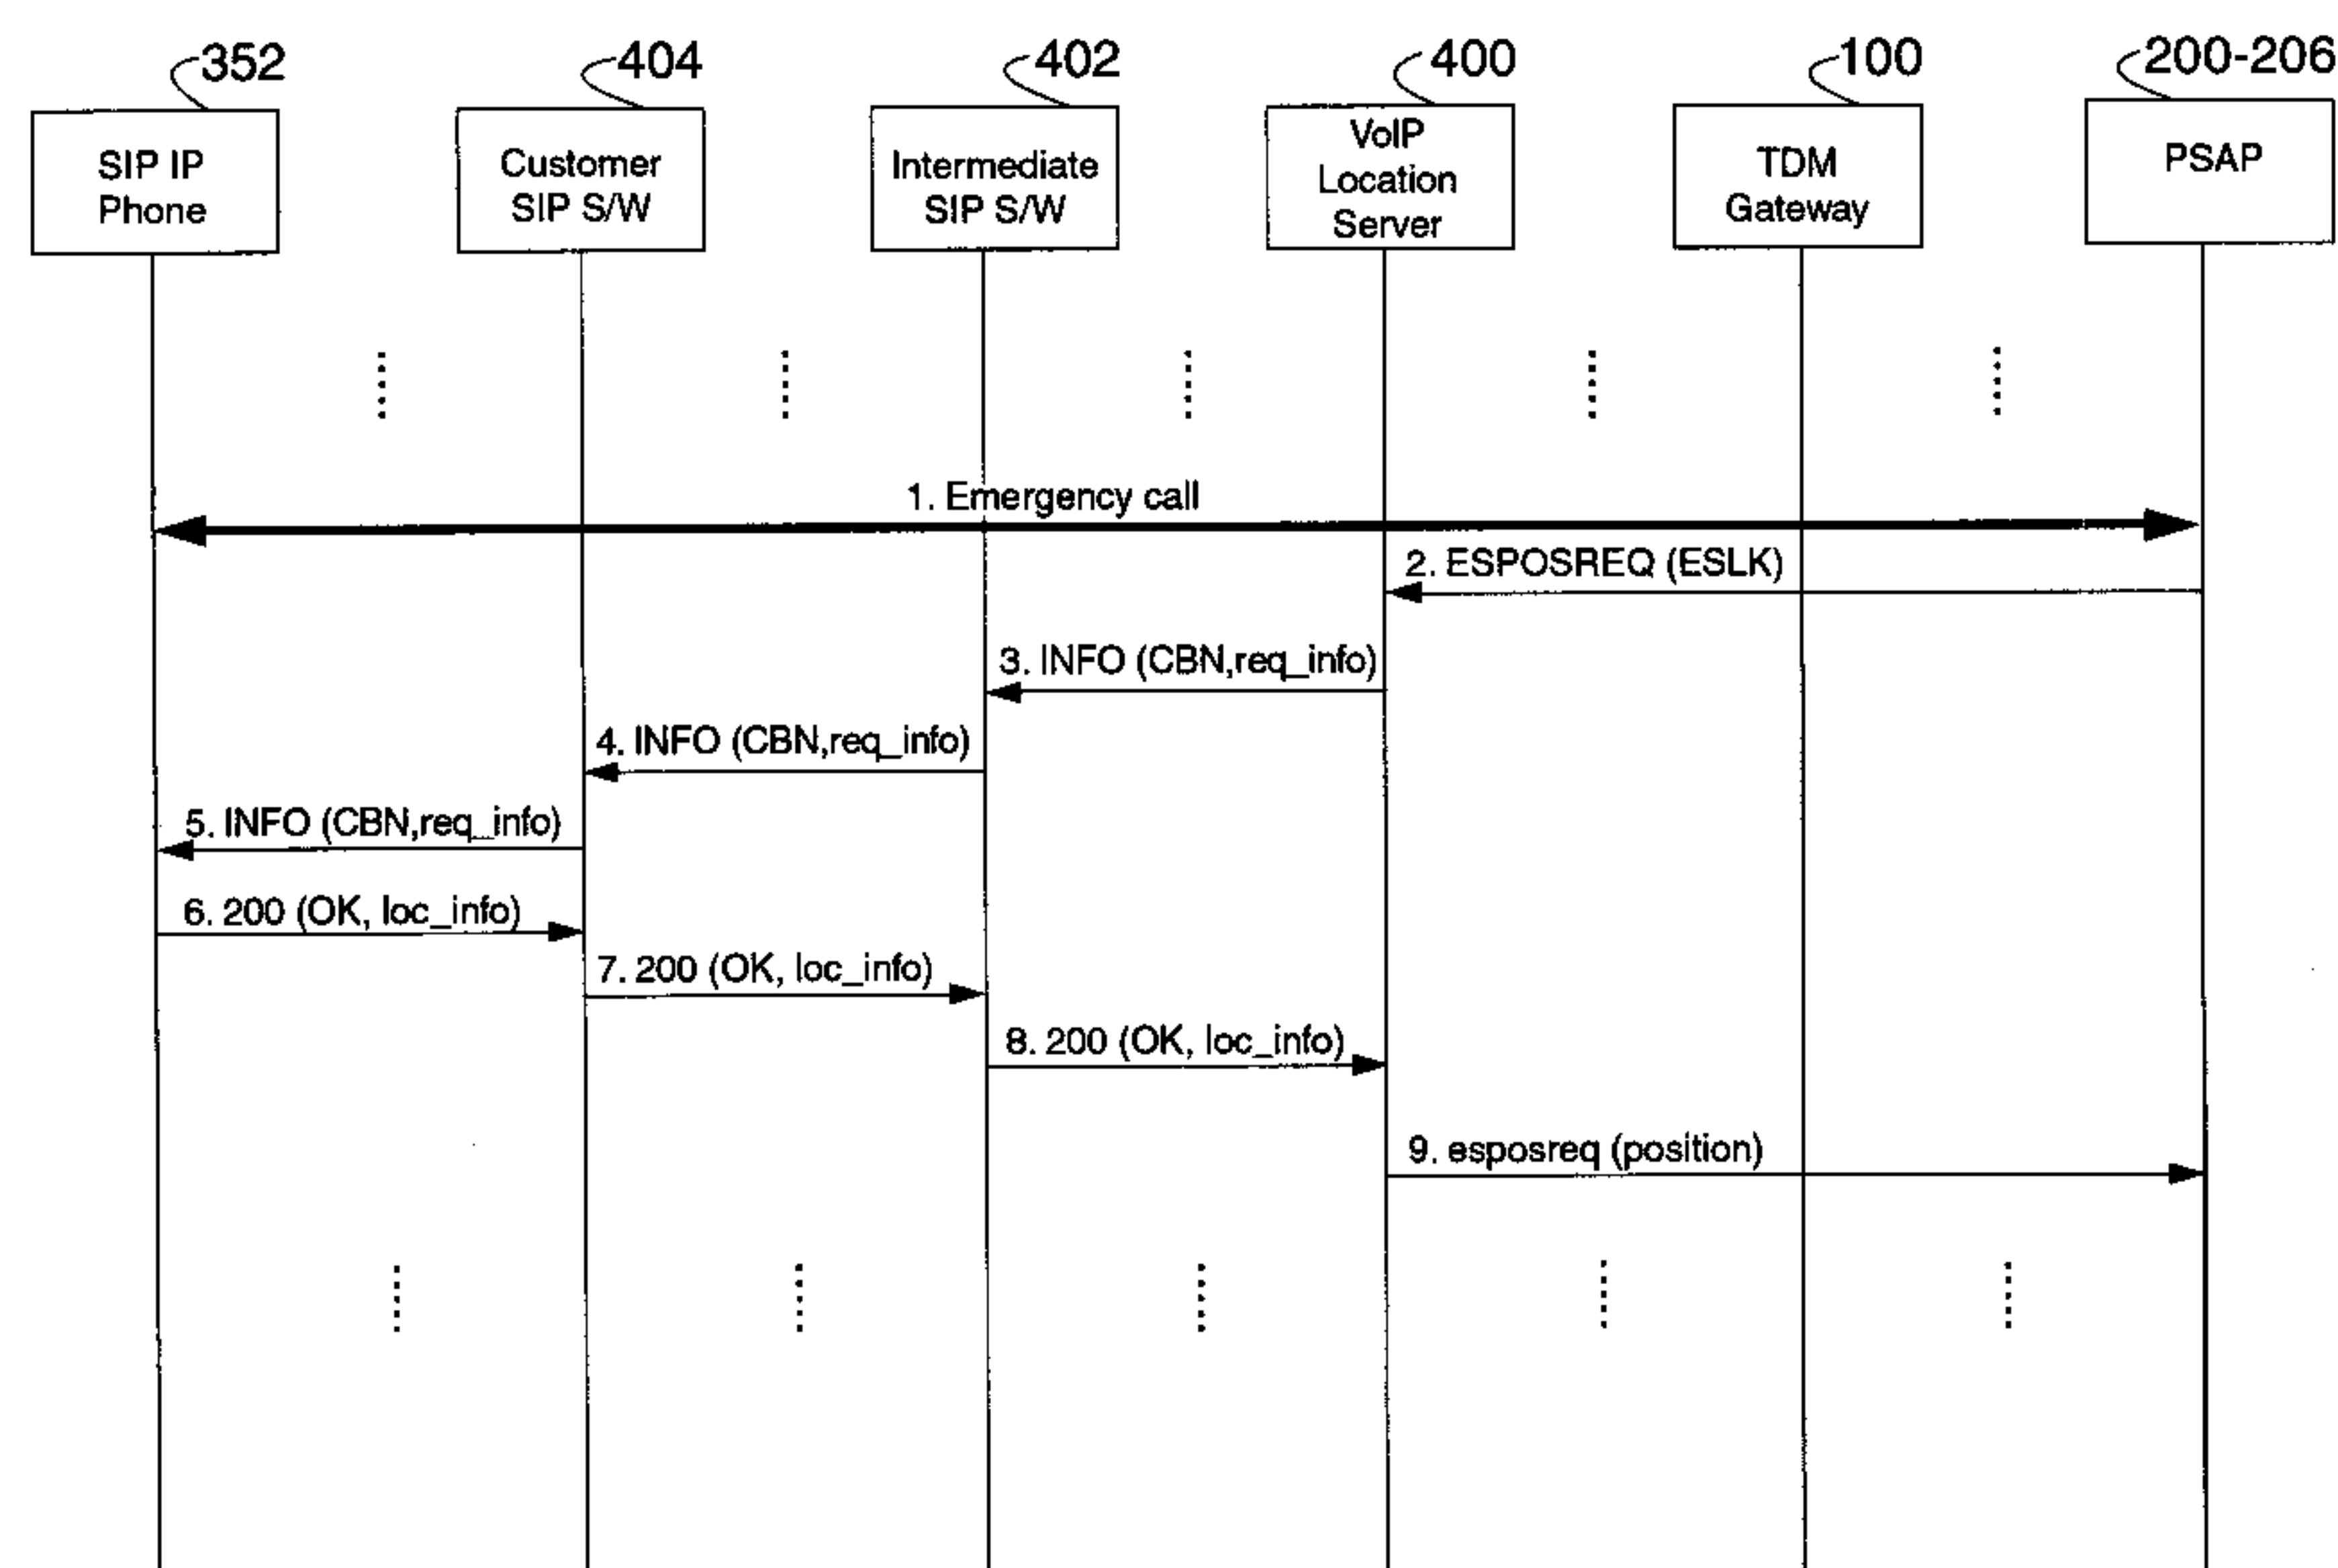 352
404
402
400
100
200-206
SIP IP
Phone
Customer
SIP S/W
Intermediate
SIP S/W
VoIP
Location
Server
TDM
Gateway
PSAP
1. Emergency call
2. ESPOSREQ (ESLK)
3. INFO (CBN,req_info)
4. INFO (CBN,req_info)
5. INFO (CBN,req_info)
6. 200 (OK, loc_info)
7. 200 (OK, loc_info)
8. 200 (OK, loc_info)
9. esposreq (position)